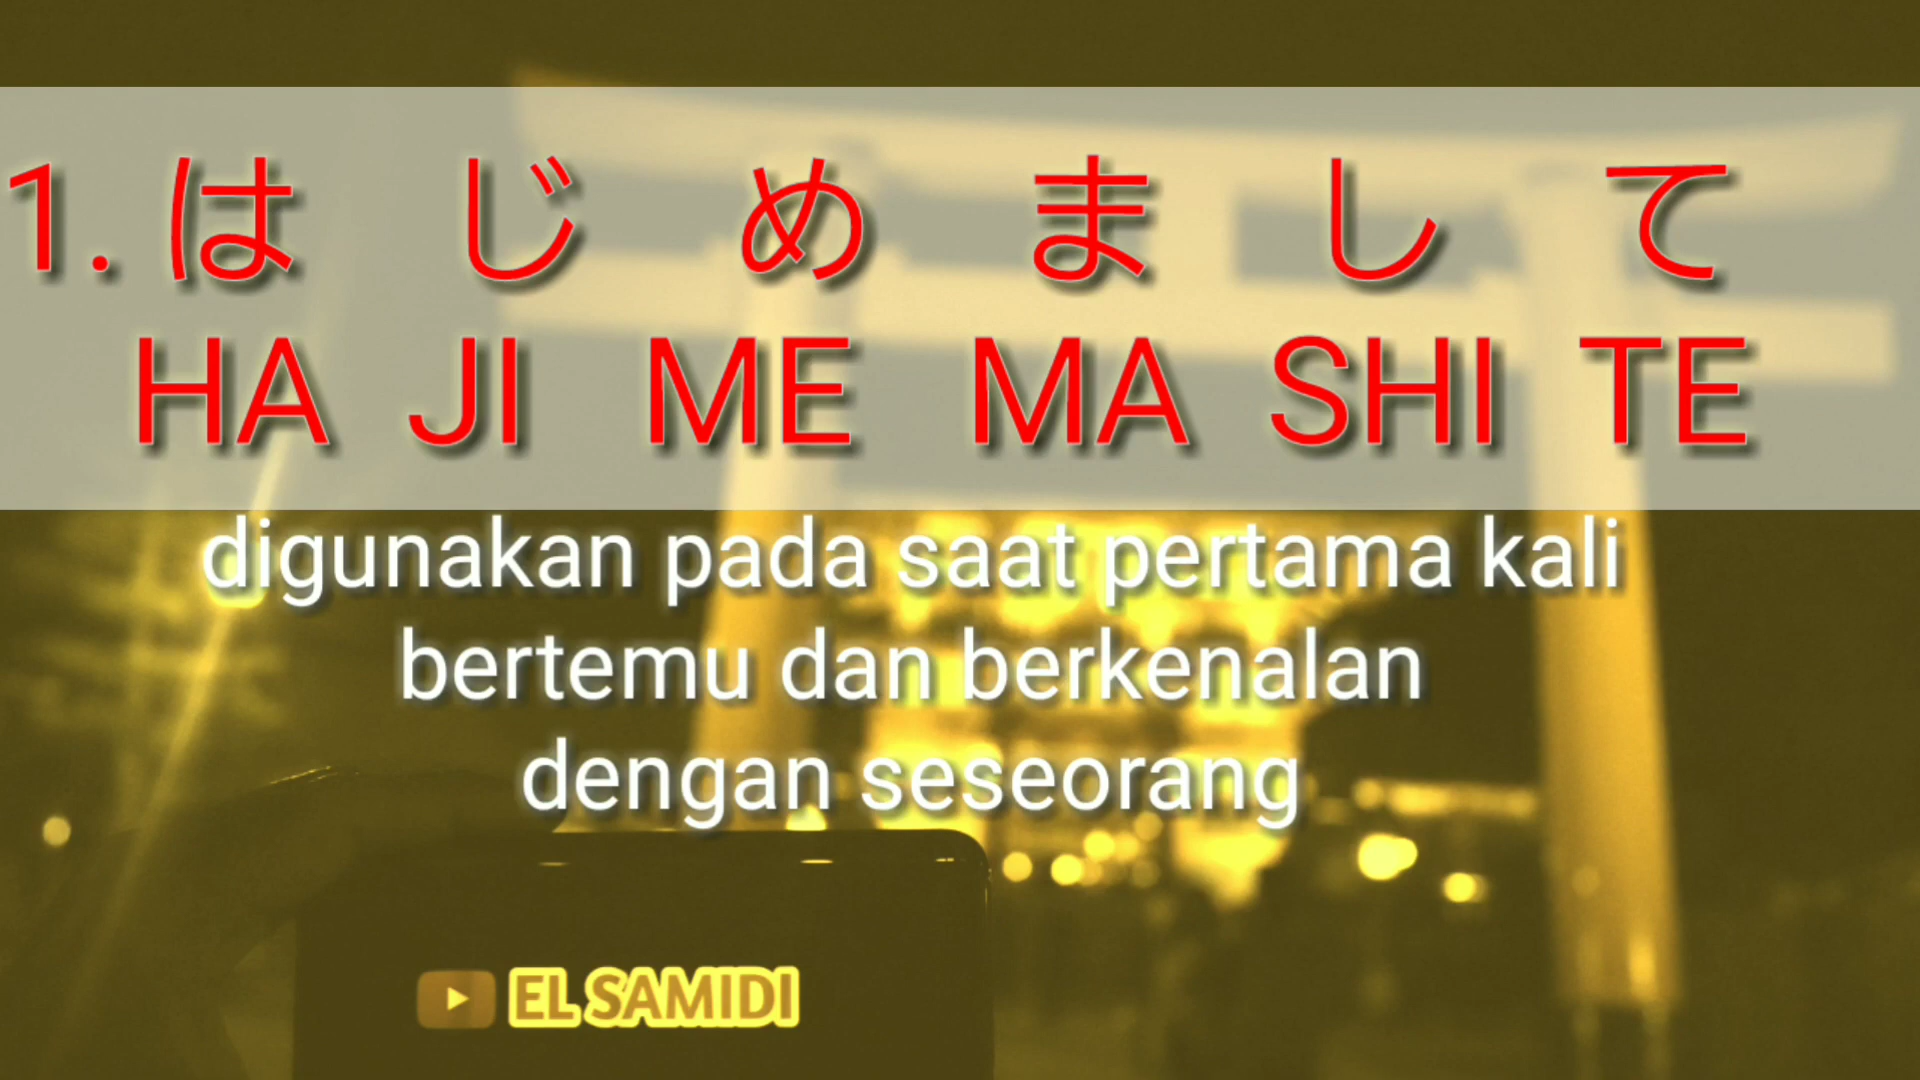 1. は じ め ま し て
HA JI ME MA SHI TE
digunakan pada saat pertama kali
bertemu dan berkenalan
dengan seseorang
EL SAMIDI